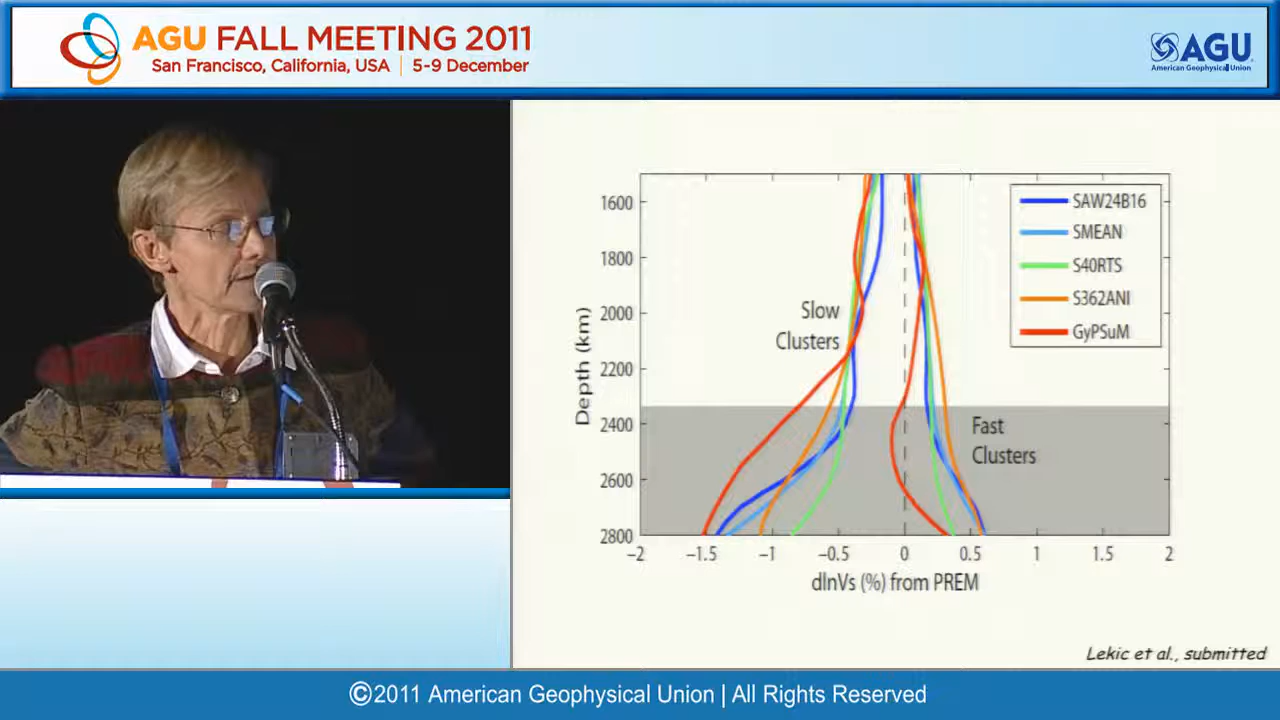 AGU FALL MEETING 2011
San Francisco, California, USA | 5-9 December
AGU
American Geophysical Union
SAW24B16
SMEAN
S40RTS
S362ANI
GyPSuM
Slow
Clusters
Fast
Clusters
Depth (km)
1600
1800
2000
2200
2400
2600
2800
−2 −1.5 −1 −0.5 0 0.5 1 1.5 2
dlnVs (%) from PREM
Lekic et al., submitted
©2011 American Geophysical Union | All Rights Reserved